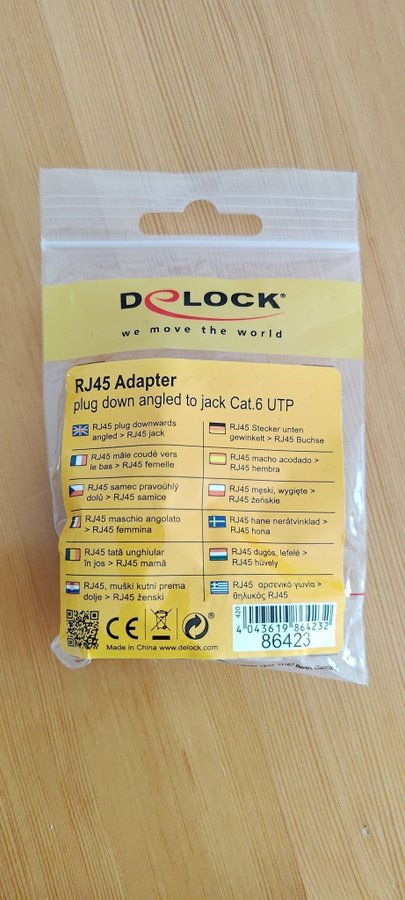 DELOCK®
we move the world
RJ45 Adapter
plug down angled to jack Cat.6 UTP
RJ45 plug downwards
angled > RJ45 jack
RJ45 Stecker unten
gewinkelt > RJ45 Buchse
RJ45 mâle coudé vers
le bas > RJ45 femelle
RJ45 macho acodado >
RJ45 hembra
RJ45 samec pravoúhlý
dolů > RJ45 samice
RJ45 męski, wygięte >
RJ45 żeńskie
RJ45 maschio angolato
> RJ45 femmina
RJ45 hane neråtvinklad >
RJ45 hona
RJ45 tată unghiular
în jos > RJ45 mamă
RJ45 dugós, lefelé >
RJ45 hüvely
RJ45, muški kutni prema
dolje > RJ45 ženski
RJ45 αρσενικό γωνία >
θηλυκός RJ45
CE
Made in China www.delock.com
420
4 043619 864232
86423
Berlin,